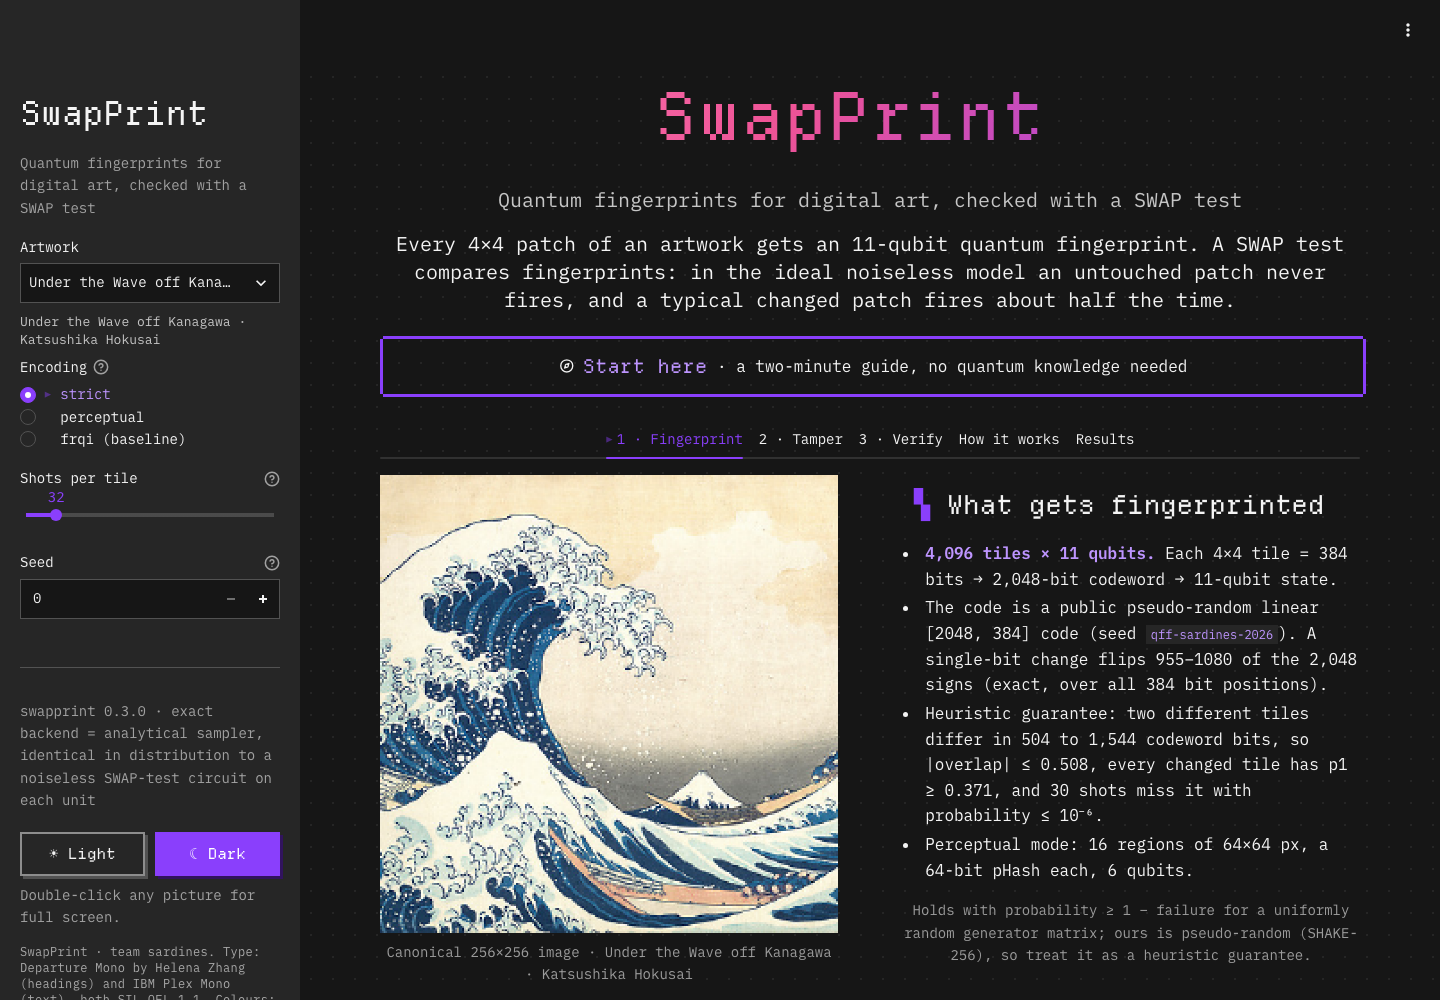 SwapPrint
Quantum fingerprints for
digital art, checked with a
SWAP test
Artwork
Under the Wave off Kana…
Under the Wave off Kanagawa ·
Katsushika Hokusai
Encoding
strict
perceptual
frqi (baseline)
Shots per tile
32
Seed
0
swapprint 0.3.0 · exact
backend = analytical sampler,
identical in distribution to a
noiseless SWAP-test circuit on
each unit
☀ Light
☾ Dark
Double-click any picture for
full screen.
SwapPrint · team sardines. Type:
Departure Mono by Helena Zhang
(headings) and IBM Plex Mono
(text), both SIL OFL 1.1. Colours:
SwapPrint
Quantum fingerprints for digital art, checked with a SWAP test
Every 4×4 patch of an artwork gets an 11-qubit quantum fingerprint. A SWAP test
compares fingerprints: in the ideal noiseless model an untouched patch never
fires, and a typical changed patch fires about half the time.
Start here · a two-minute guide, no quantum knowledge needed
1 · Fingerprint 2 · Tamper 3 · Verify How it works Results
Canonical 256×256 image · Under the Wave off Kanagawa
· Katsushika Hokusai
What gets fingerprinted
• 4,096 tiles × 11 qubits. Each 4×4 tile = 384
bits → 2,048-bit codeword → 11-qubit state.
• The code is a public pseudo-random linear
[2048, 384] code (seed qff-sardines-2026). A
single-bit change flips 955–1080 of the 2,048
signs (exact, over all 384 bit positions).
• Heuristic guarantee: two different tiles
differ in 504 to 1,544 codeword bits, so
|overlap| ≤ 0.508, every changed tile has p1
≥ 0.371, and 30 shots miss it with
probability ≤ 10⁻⁶.
• Perceptual mode: 16 regions of 64×64 px, a
64-bit pHash each, 6 qubits.
Holds with probability ≥ 1 − failure for a uniformly
random generator matrix; ours is pseudo-random (SHAKE-
256), so treat it as a heuristic guarantee.